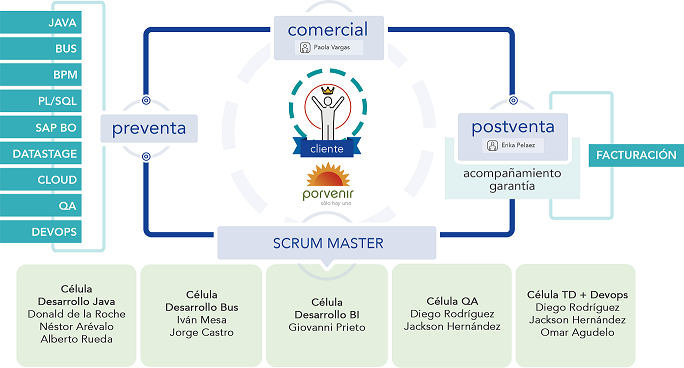 JAVA
BUS
BPM
PL/SQL
SAP BO
DATASTAGE
CLOUD
QA
DEVOPS
preventa
comercial
Paola Vargas
cliente
porvenir
sólo hay uno
postventa
Erika Pelaez
acompañamiento
garantía
FACTURACIÓN
SCRUM MASTER
Célula
Desarrollo Java
Donald de la Roche
Néstor Arévalo
Alberto Rueda
Célula
Desarrollo Bus
Iván Mesa
Jorge Castro
Célula
Desarrollo BI
Giovanni Prieto
Célula QA
Diego Rodríguez
Jackson Hernández
Célula TD + Devops
Diego Rodríguez
Jackson Hernández
Omar Agudelo